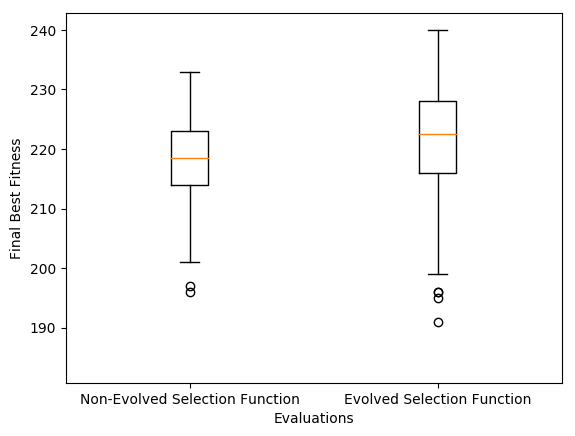 240
230
220
210
200
190
Final Best Fitness
Non-Evolved Selection Function
Evolved Selection Function
Evaluations